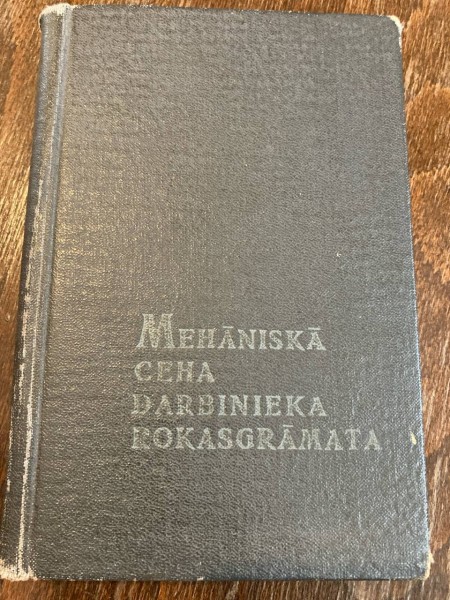 MEHĀNISKĀ
CEHA
DARBINIEKA
ROKASGRĀMATA